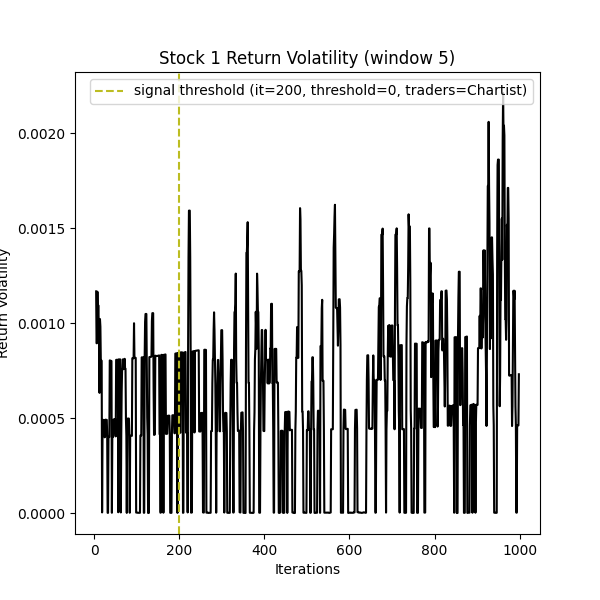 Stock 1 Return Volatility (window 5)
signal threshold (it=200, threshold=0, traders=Chartist)
Return Volatility
0.0020
0.0015
0.0010
0.0005
0.0000
0 200 400 600 800 1000
Iterations